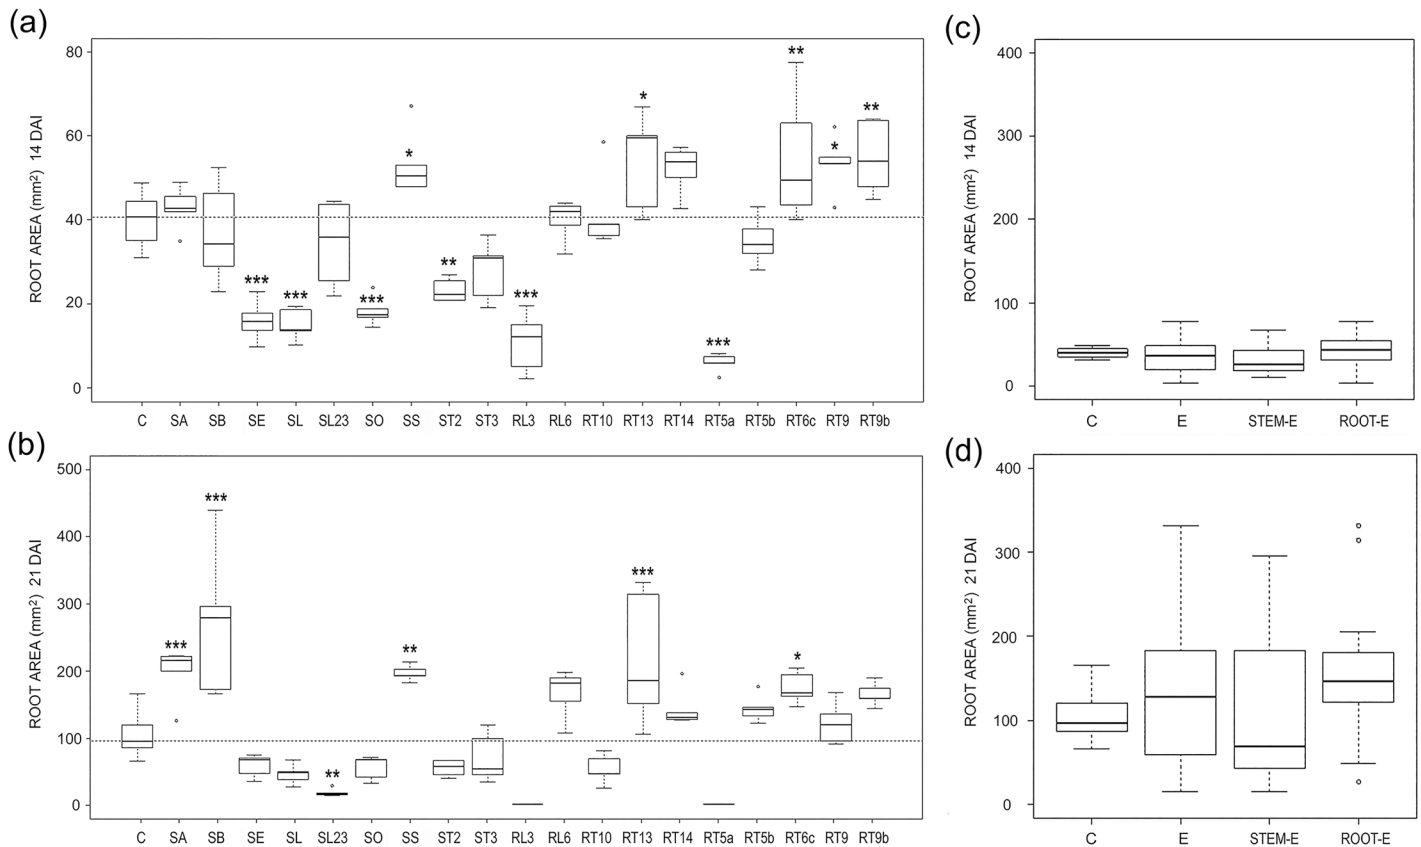 (a)
ROOT AREA (mm²) 14 DAI
80
60
40
20
0
*** *** *** * ** *** * *** ** * **
C SA SB SE SL SL23 SO SS ST2 ST3 RL3 RL6 RT10 RT13 RT14 RT5a RT5b RT6c RT9 RT9b
(b)
ROOT AREA (mm²) 21 DAI
500
400
300
200
100
0
*** *** ** ** *** *
C SA SB SE SL SL23 SO SS ST2 ST3 RL3 RL6 RT10 RT13 RT14 RT5a RT5b RT6c RT9 RT9b
(c)
ROOT AREA (mm²) 14 DAI
400
300
200
100
0
C E STEM-E ROOT-E
(d)
ROOT AREA (mm²) 21 DAI
400
300
200
100
0
C E STEM-E ROOT-E